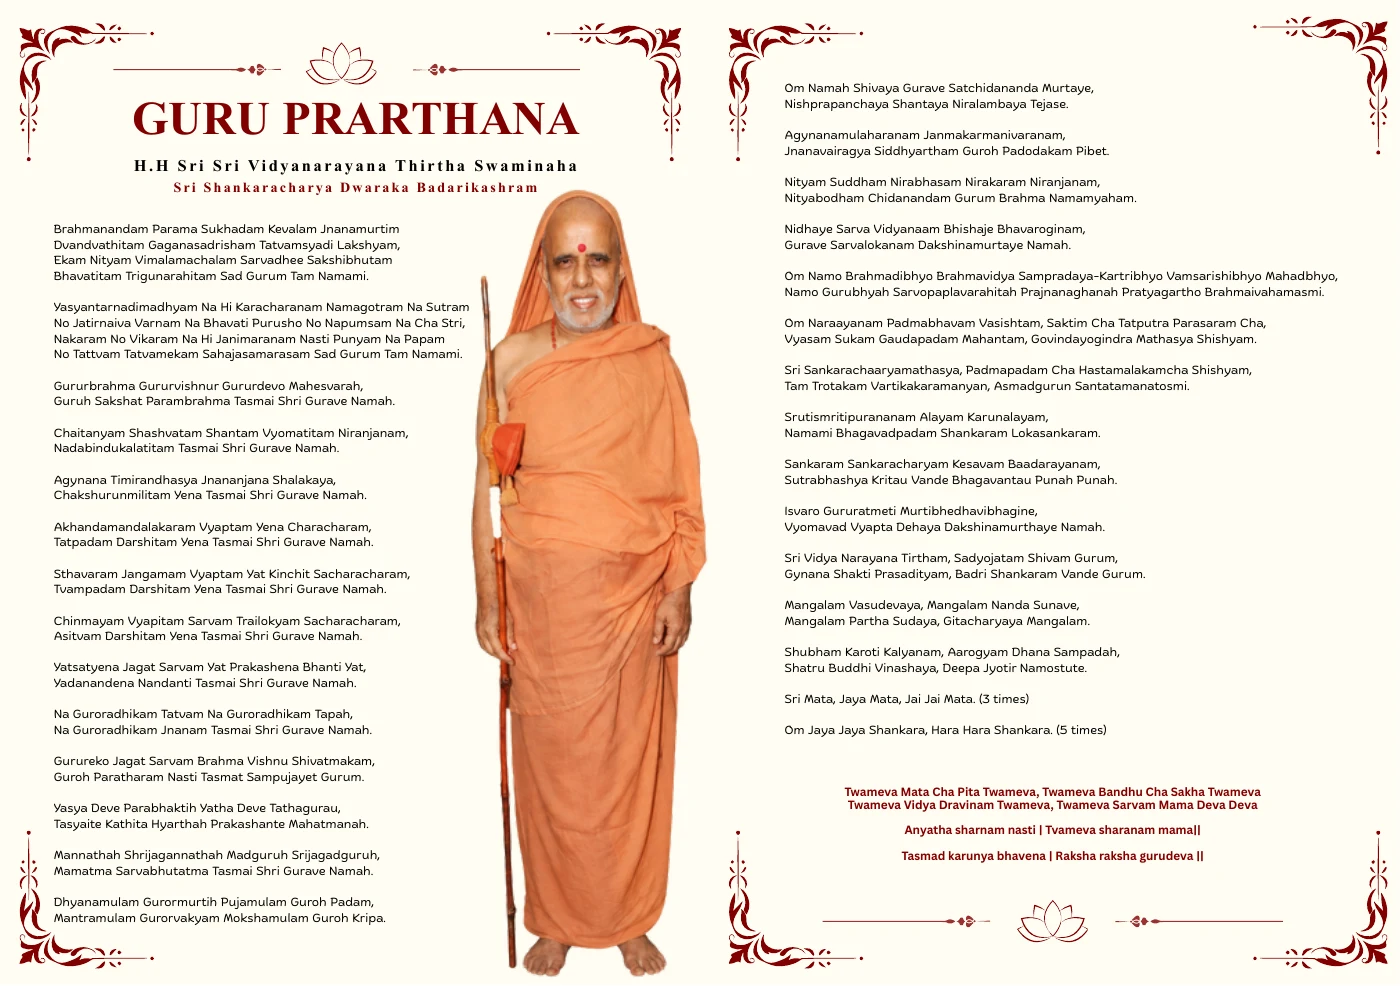 GURU PRARTHANA
H.H Sri Sri Vidyanarayana Thirtha Swaminaha
Sri Shankaracharya Dwaraka Badarikashram
Brahmanandam Parama Sukhadam Kevalam Jnanamurtim
Dvandvathitam Gaganasadrisham Tatvamsyadi Lakshyam,
Ekam Nityam Vimalamachalam Sarvadhee Sakshibhutam
Bhavatitam Trigunarahitam Sad Gurum Tam Namami.
Yasyantarnadimadhyam Na Hi Karacharanam Namagotram Na Sutram
No Jatirnaiva Varnam Na Bhavati Purusho No Napumsam Na Cha Stri,
Nakaram No Vikaram Na Hi Janimaranam Nasti Punyam Na Papam
No Tattvam Tatvamekam Sahajasamarasam Sad Gurum Tam Namami.
Gururbrahma Gururvishnur Gururdevo Mahesvarah,
Guruh Sakshat Parambrahma Tasmai Shri Gurave Namah.
Chaitanyam Shashvatam Shantam Vyomatitam Niranjanam,
Nadabindukalatitam Tasmai Shri Gurave Namah.
Agynana Timirandhasya Jnananjana Shalakaya,
Chakshurunmilitam Yena Tasmai Shri Gurave Namah.
Akhandamandalakaram Vyaptam Yena Characharam,
Tatpadam Darshitam Yena Tasmai Shri Gurave Namah.
Sthavaram Jangamam Vyaptam Yat Kinchit Sacharacharam,
Tvampadam Darshitam Yena Tasmai Shri Gurave Namah.
Chinmayam Vyapitam Sarvam Trailokyam Sacharacharam,
Asitvam Darshitam Yena Tasmai Shri Gurave Namah.
Yatsatyena Jagat Sarvam Yat Prakashena Bhanti Yat,
Yadanandena Nandanti Tasmai Shri Gurave Namah.
Na Guroradhikam Tatvam Na Guroradhikam Tapah,
Na Guroradhikam Jnanam Tasmai Shri Gurave Namah.
Gurureko Jagat Sarvam Brahma Vishnu Shivatmakam,
Guroh Paratharam Nasti Tasmat Sampujayet Gurum.
Yasya Deve Parabhaktih Yatha Deve Tathagurau,
Tasyaite Kathita Hyarthah Prakashante Mahatmanah.
Mannathah Shrijagannathah Madguruh Srijagadguruh,
Mamatma Sarvabhutatma Tasmai Shri Gurave Namah.
Dhyanamulam Gurormurtih Pujamulam Guroh Padam,
Mantramulam Gurorvakyam Mokshamulam Guroh Kripa.
Om Namah Shivaya Gurave Satchidananda Murtaye,
Nishprapanchaya Shantaya Niralambaya Tejase.
Agynanamulaharanam Janmakarmanivaranam,
Jnanavairagya Siddhyartham Guroh Padodakam Pibet.
Nityam Suddham Nirabhasam Nirakaram Niranjanam,
Nityabodham Chidanandam Gurum Brahma Namamyaham.
Nidhaye Sarva Vidyanaam Bhishaje Bhavaroginam,
Gurave Sarvalokanam Dakshinamurtaye Namah.
Om Namo Brahmadibhyo Brahmavidya Sampradaya-Kartribhyo Vamsarishibhyo Mahadbhyo,
Namo Gurubhyah Sarvopaplavarahitah Prajnanaghanah Pratyagartho Brahmaivahamasmi.
Om Naraayanam Padmabhavam Vasishtam, Saktim Cha Tatputra Parasaram Cha,
Vyasam Sukam Gaudapadam Mahantam, Govindayogindra Mathasya Shishyam.
Sri Sankarachaaryamathasya, Padmapadam Cha Hastamalakamcha Shishyam,
Tam Trotakam Vartikakaramanyan, Asmadgurun Santatamanatosmi.
Srutismritipurananam Alayam Karunalayam,
Namami Bhagavadpadam Shankaram Lokasankaram.
Sankaram Sankaracharyam Kesavam Baadarayanam,
Sutrabhashya Kritau Vande Bhagavantau Punah Punah.
Isvaro Gururatmeti Murtibhedhavibhagine,
Vyomavad Vyapta Dehaya Dakshinamurthaye Namah.
Sri Vidya Narayana Tirtham, Sadyojatam Shivam Gurum,
Gynana Shakti Prasadityam, Badri Shankaram Vande Gurum.
Mangalam Vasudevaya, Mangalam Nanda Sunave,
Mangalam Partha Sudaya, Gitacharyaya Mangalam.
Shubham Karoti Kalyanam, Aarogyam Dhana Sampadah,
Shatru Buddhi Vinashaya, Deepa Jyotir Namostute.
Sri Mata, Jaya Mata, Jai Jai Mata. (3 times)
Om Jaya Jaya Shankara, Hara Hara Shankara. (5 times)
Twameva Mata Cha Pita Twameva, Twameva Bandhu Cha Sakha Twameva
Twameva Vidya Dravinam Twameva, Twameva Sarvam Mama Deva Deva
Anyatha sharnam nasti | Tvameva sharanam mama||
Tasmad karunya bhavena | Raksha raksha gurudeva ||